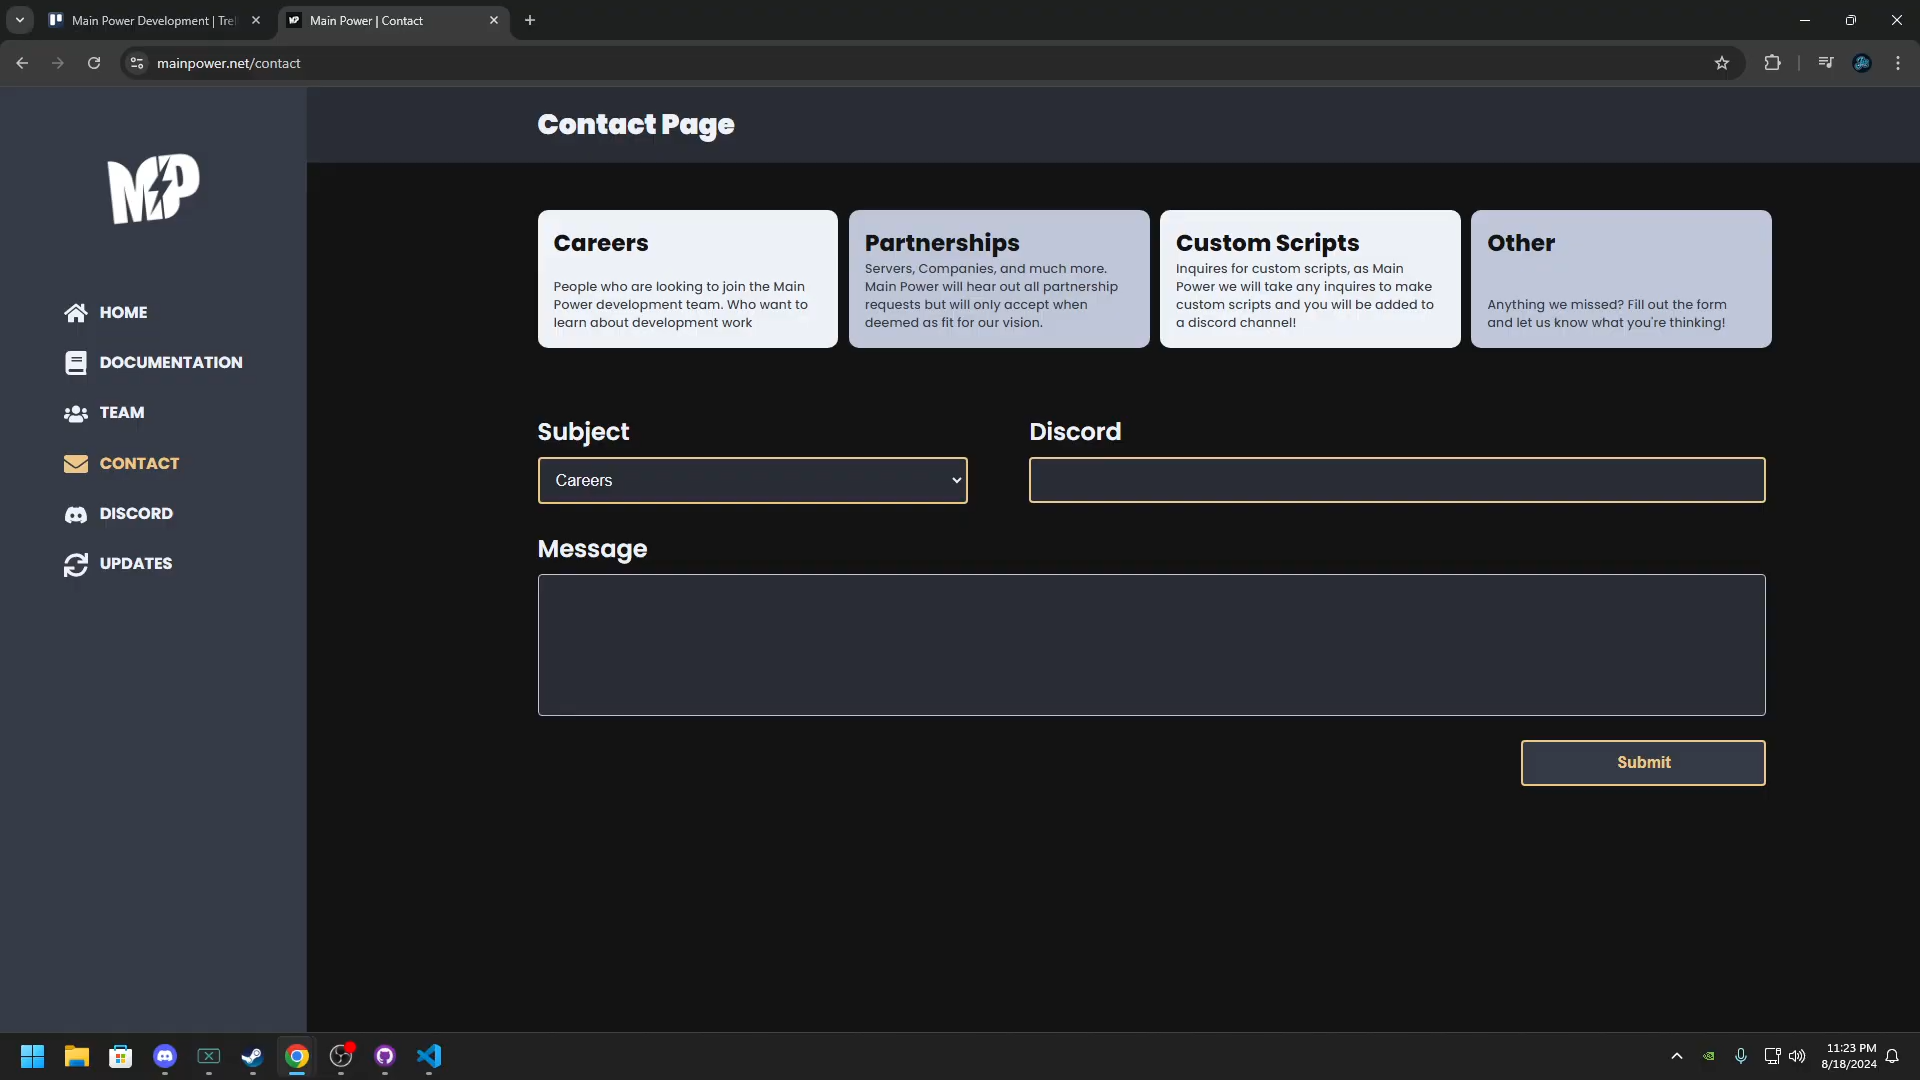 Main Power Development | Trel
Main Power | Contact
mainpower.net/contact
MP
HOME
DOCUMENTATION
TEAM
CONTACT
DISCORD
UPDATES
Contact Page
Careers
People who are looking to join the Main
Power development team. Who want to
learn about development work
Partnerships
Servers, Companies, and much more.
Main Power will hear out all partnership
requests but will only accept when
deemed as fit for our vision.
Custom Scripts
Inquires for custom scripts, as Main
Power we will take any inquires to make
custom scripts and you will be added to
a discord channel!
Other
Anything we missed? Fill out the form
and let us know what you're thinking!
Subject
Discord
Careers
Message
Submit
11:23 PM
8/18/2024